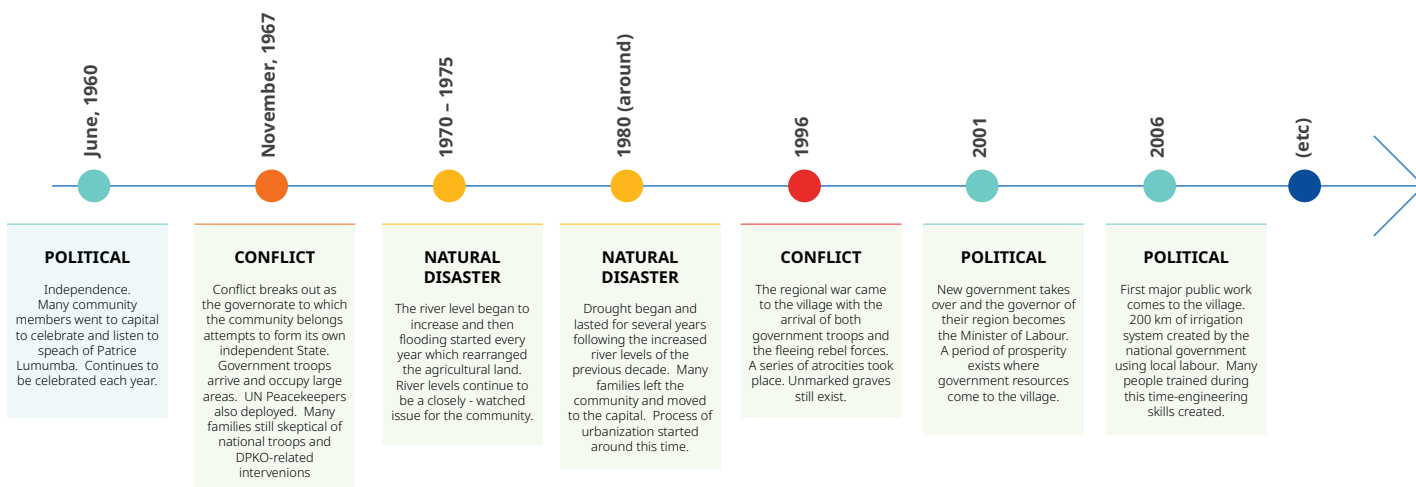 June, 1960
November, 1967
1970 – 1975
1980 (around)
1996
2001
2006
(etc)
POLITICAL
Independence.
Many community
members went to capital
to celebrate and listen to
speach of Patrice
Lumumba. Continues to
be celebrated each year.
CONFLICT
Conflict breaks out as
the governorate to which
the community belongs
attempts to form its own
independent State.
Government troops
arrive and occupy large
areas. UN Peacekeepers
also deployed. Many
families still skeptical of
national troops and
DPKO-related
intervenions
NATURAL
DISASTER
The river level began to
increase and then
flooding started every
year which rearranged
the agricultural land.
River levels continue to
be a closely - watched
issue for the community.
NATURAL
DISASTER
Drought began and
lasted for several years
following the increased
river levels of the
previous decade. Many
families left the
community and moved
to the capital. Process of
urbanization started
around this time.
CONFLICT
The regional war came
to the village with the
arrival of both
government troops and
the fleeing rebel forces.
A series of atrocities took
place. Unmarked graves
still exist.
POLITICAL
New government takes
over and the governor of
their region becomes
the Minister of Labour.
A period of prosperity
exists where
government resources
come to the village.
POLITICAL
First major public work
comes to the village.
200 km of irrigation
system created by the
national government
using local labour. Many
people trained during
this time-engineering
skills created.